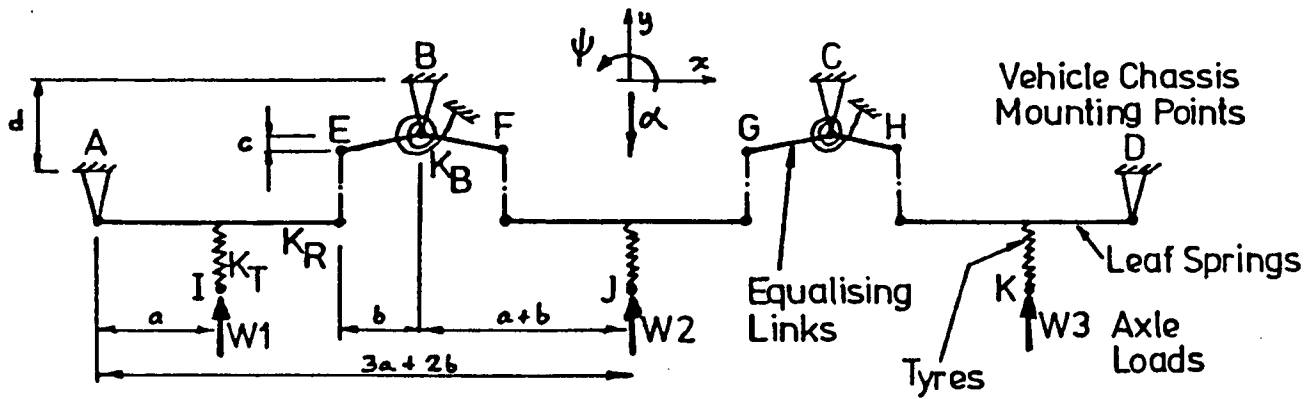 y
B
ψ
x
C
Vehicle Chassis
Mounting Points
d
A
E
c
F
α
G
H
D
K_B
K_R
K_T
I
J
K
Leaf Springs
a
W1
b
a+b
W2
Equalising
Links
W3
Axle
Loads
3a + 2b
Tyres